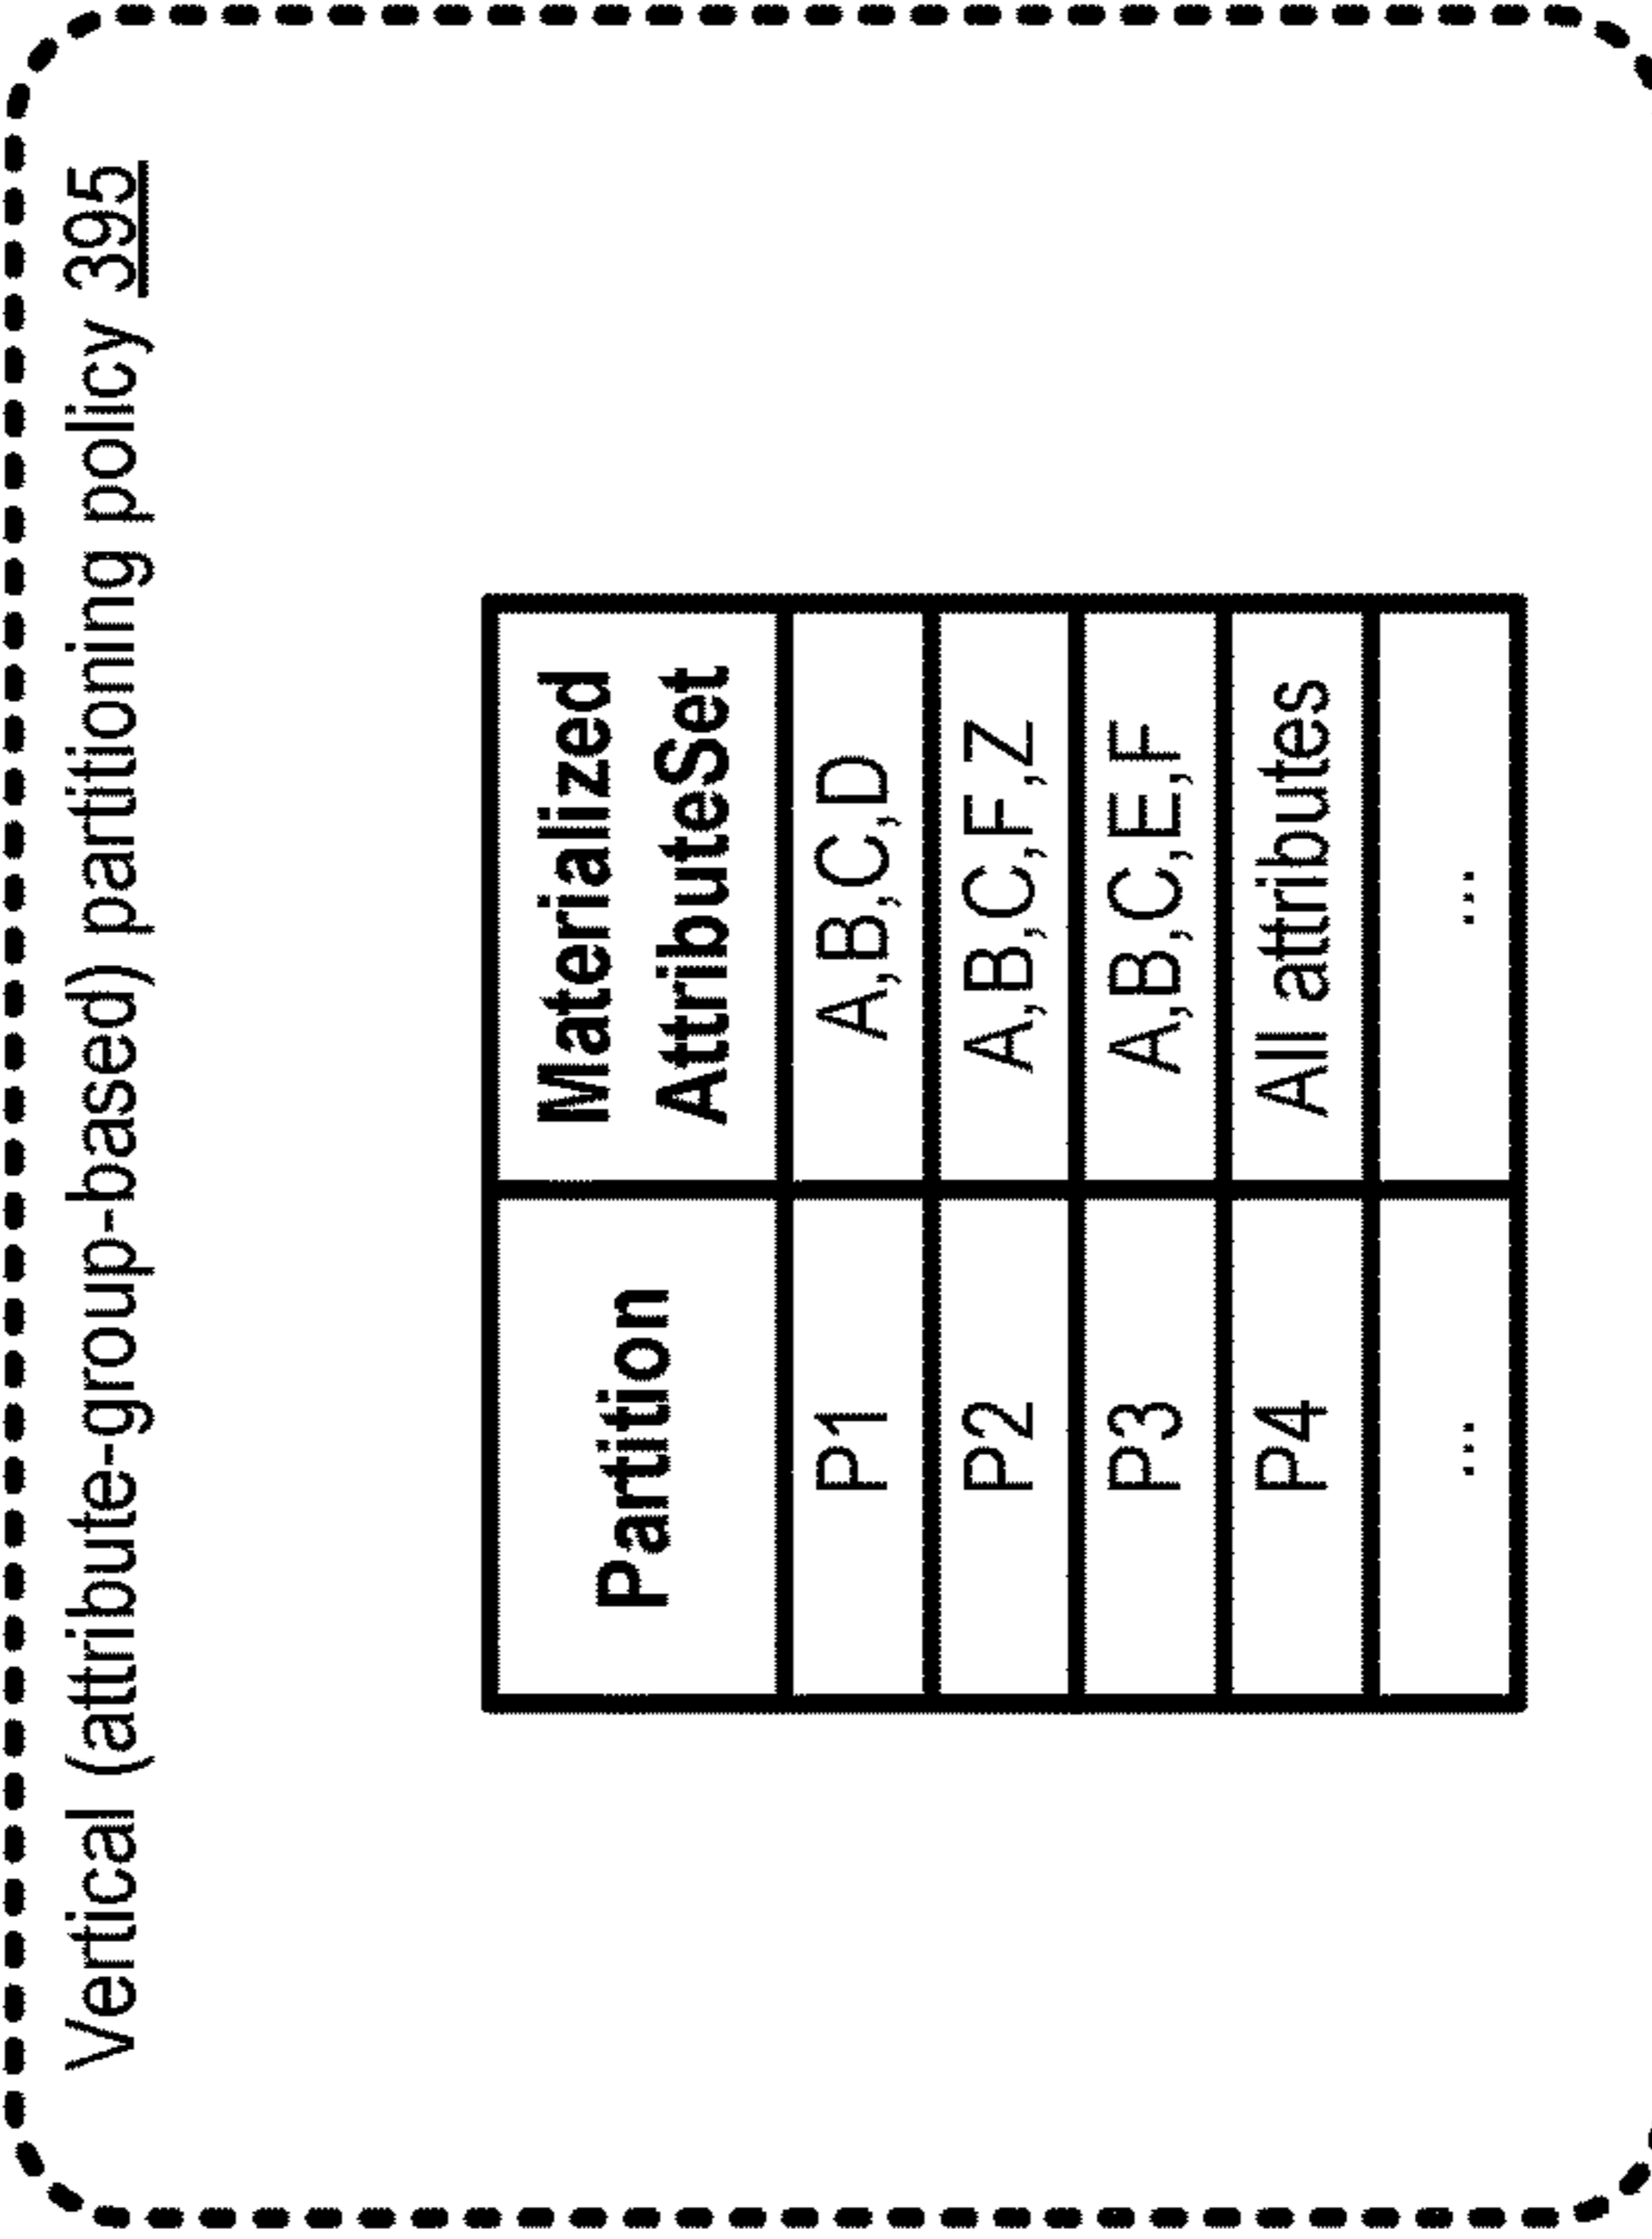 Vertical (attribute-group-based) partitioning policy 395
Partition
Materialized
AttributeSet
P1 A,B,C,D
P2 A,B,C,F,Z
P3 A,B,C,E,F
P4 All attributes
... ...